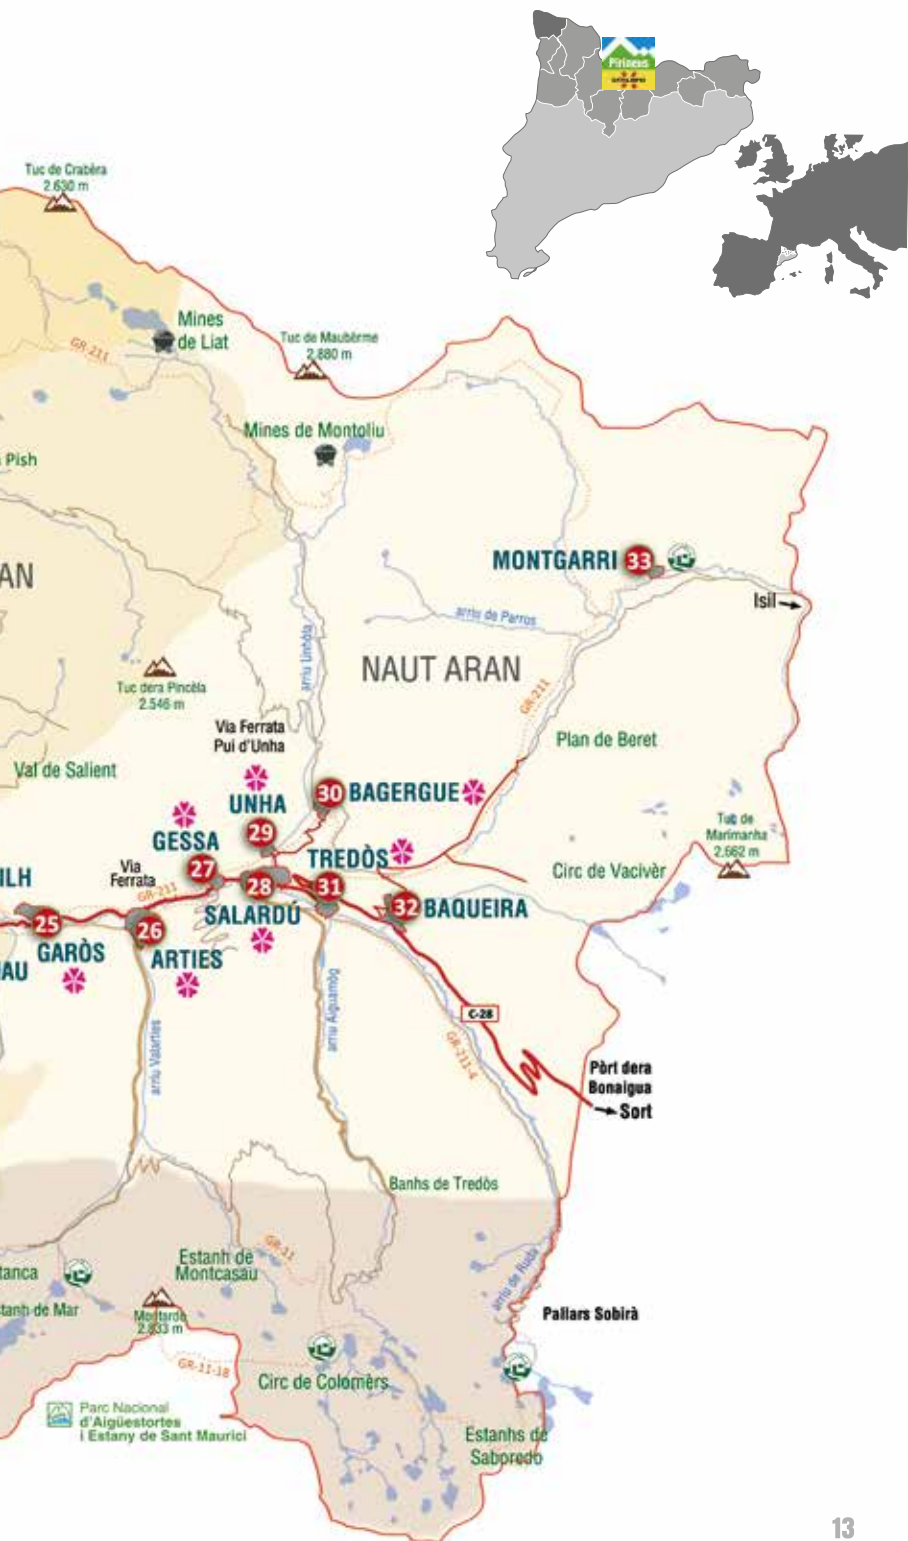 Pirineus
Tuc de Crabèra
2.630 m
Mines
de Liat
GR-211
Tuc de Maubèrme
2.880 m
Mines de Montoliu
Pish
AN
MONTGARRI 33
Isil
arriu de Parros
arriu Unhòla
NAUT ARAN
Tuc dera Pincèla
2.546 m
GR-211
Via Ferrata
Pui d'Unha
Plan de Beret
Val de Salient
30 BAGERGUE
UNHA
29
GESSA
27
TREDÒS
31
Tuc de
Marimanha
2.662 m
Circ de Vacivèr
Via
Ferrata
ILH
GR-211
28
SALARDÚ
32 BAQUEIRA
25
GARÒS
26
ARTIES
AU
arriu Valarties
arriu Aiguamòg
C-28
GR-211-4
Pòrt dera
Bonaigua
Sort
Banhs de Tredòs
GR-11
Estanh de
Montcasau
tanca
tanh de Mar
arriu de Ruda
Montardo
2.833 m
Pallars Sobirà
GR-11-18
Circ de Colomèrs
Parc Nacional
d'Aigüestortes
i Estany de Sant Maurici
Estanhs de
Saboredo
13